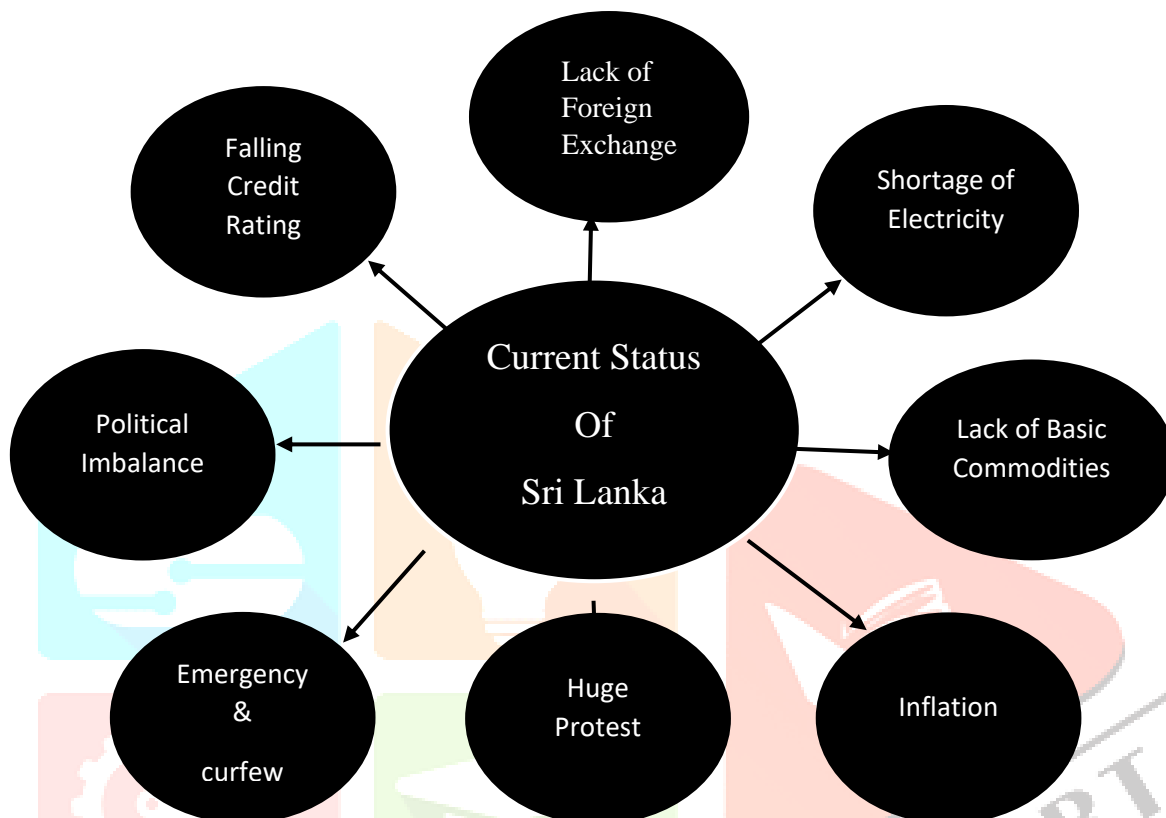 Lack of
Foreign
Exchange
Falling
Credit
Rating
Shortage of
Electricity
Current Status
Of
Sri Lanka
Political
Imbalance
Lack of Basic
Commodities
Emergency
&
curfew
Huge
Protest
Inflation